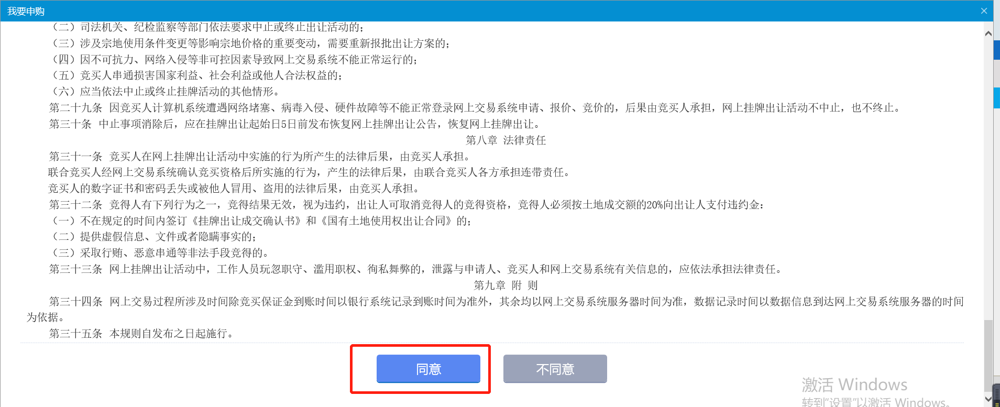 我要申购
（二）司法机关、纪检监察等部门依法要求中止或终止出让活动的；
（三）涉及宗地使用条件变更等影响宗地价格的重要变动，需要重新报批出让方案的；
（四）因不可抗力、网络入侵等非可控因素导致网上交易系统不能正常运行的；
（五）竞买人串通损害国家利益、社会利益或他人合法权益的；
（六）应当依法中止或终止挂牌活动的其他情形。
第二十九条 因竞买人计算机系统遭遇网络堵塞、病毒入侵、硬件故障等不能正常登录网上交易系统申请、报价、竞价的，后果由竞买人承担，网上挂牌出让活动不中止，也不终止。
第三十条 中止事项消除后，应在挂牌出让起始日5日前发布恢复网上挂牌出让公告，恢复网上挂牌出让。
第八章 法律责任
第三十一条 竞买人在网上挂牌出让活动中实施的行为所产生的法律后果，由竞买人承担。
联合竞买人经网上交易系统确认竞买资格后所实施的行为，产生的法律后果，由联合竞买人各方承担连带责任。
竞买人的数字证书和密码丢失或被他人冒用、盗用的法律后果，由竞买人承担。
第三十二条 竞得人有下列行为之一，竞得结果无效，视为违约，出让人可取消竞得人的竞得资格，竞得人必须按土地成交额的20%向出让人支付违约金：
（一）不在规定的时间内签订《挂牌出让成交确认书》和《国有土地使用权出让合同》的；
（二）提供虚假信息、文件或者隐瞒事实的；
（三）采取行贿、恶意串通等非法手段竞得的。
第三十三条 网上挂牌出让活动中，工作人员玩忽职守、滥用职权、徇私舞弊的，泄露与申请人、竞买人和网上交易系统有关信息的，应依法承担法律责任。
第九章 附 则
第三十四条 网上交易过程所涉及时间除竞买保证金到账时间以银行系统记录到账时间为准外，其余均以网上交易系统服务器时间为准，数据记录时间以数据信息到达网上交易系统服务器的时间
为依据。
第三十五条 本规则自发布之日起施行。
同意
不同意
激活 Windows
转到“设置”以激活 Windows。